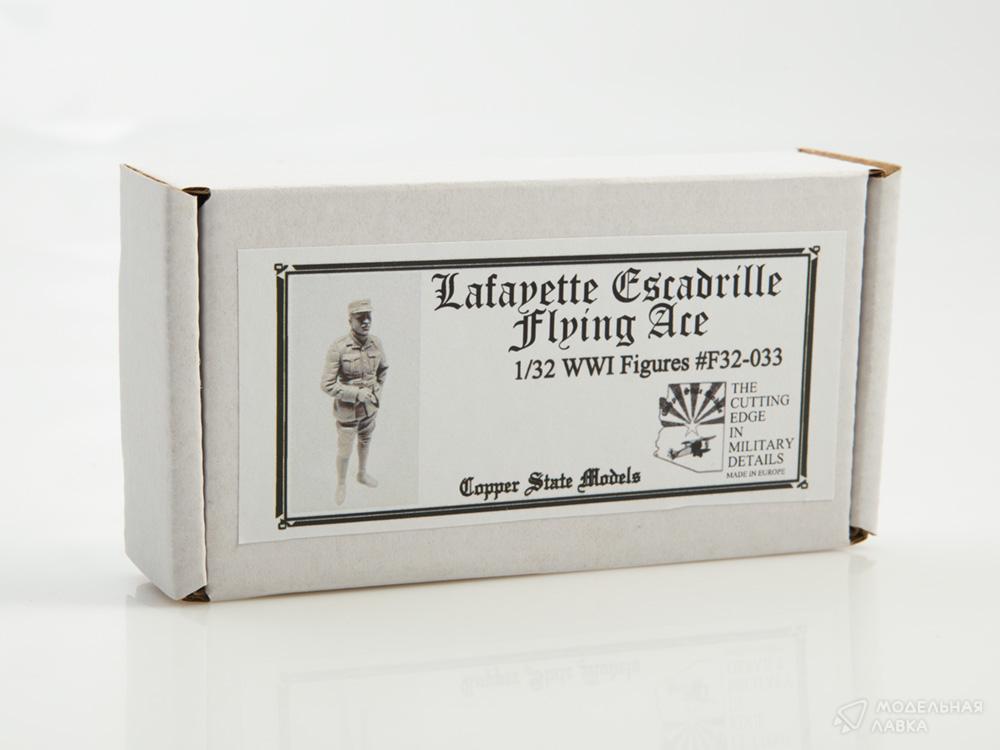 Lafayette Escadrille
Flying Ace
1/32 WWI Figures #F32-033
THE
CUTTING
EDGE
IN
MILITARY
DETAILS
MADE IN EUROPE
Copper State Models
МОДЕЛЬНАЯ
ЛАВКА